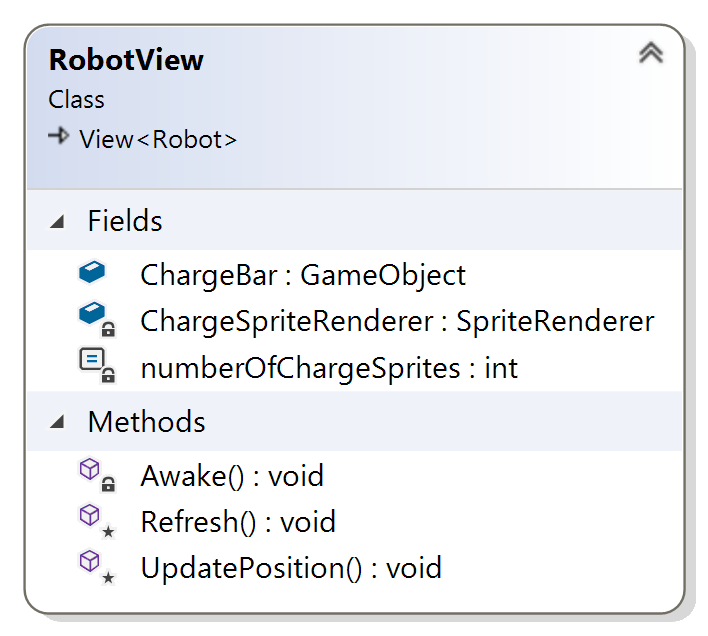 RobotView
Class
View<Robot>
Fields
ChargeBar : GameObject
ChargeSpriteRenderer : SpriteRenderer
numberOfChargeSprites : int
Methods
Awake() : void
Refresh() : void
UpdatePosition() : void